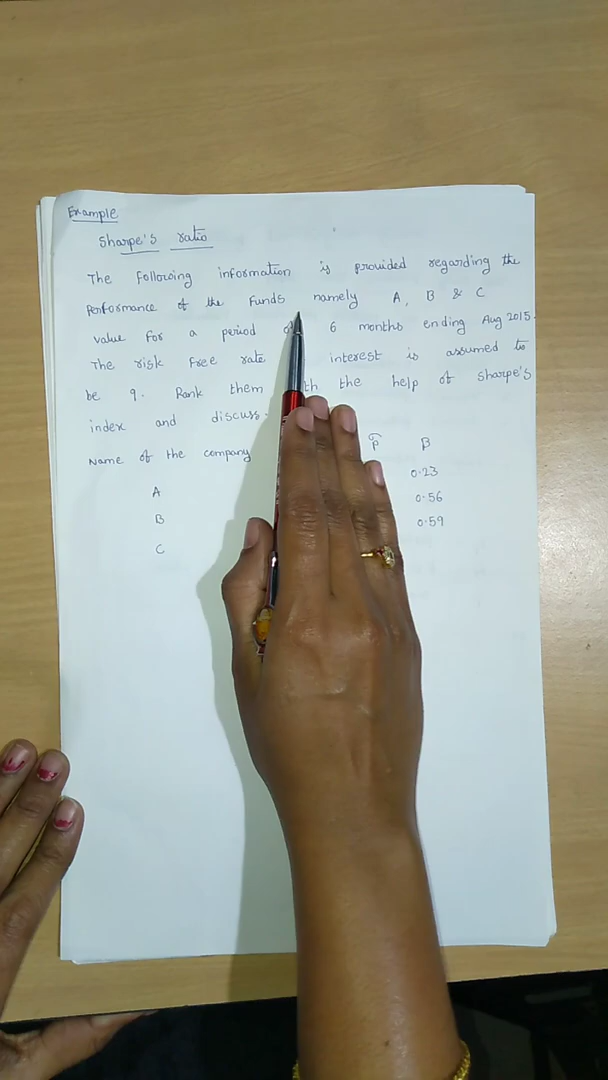 Example
Sharpe's ratio
The following information is provided regarding the
performance of the funds namely A, B & C
value for a period 6 months ending Aug 2015.
The risk free rate interest is assumed to
be 9. Rank them the help of sharpe's
index and discuss.
Name of the company β
A 0.23
B 0.56
C 0.59